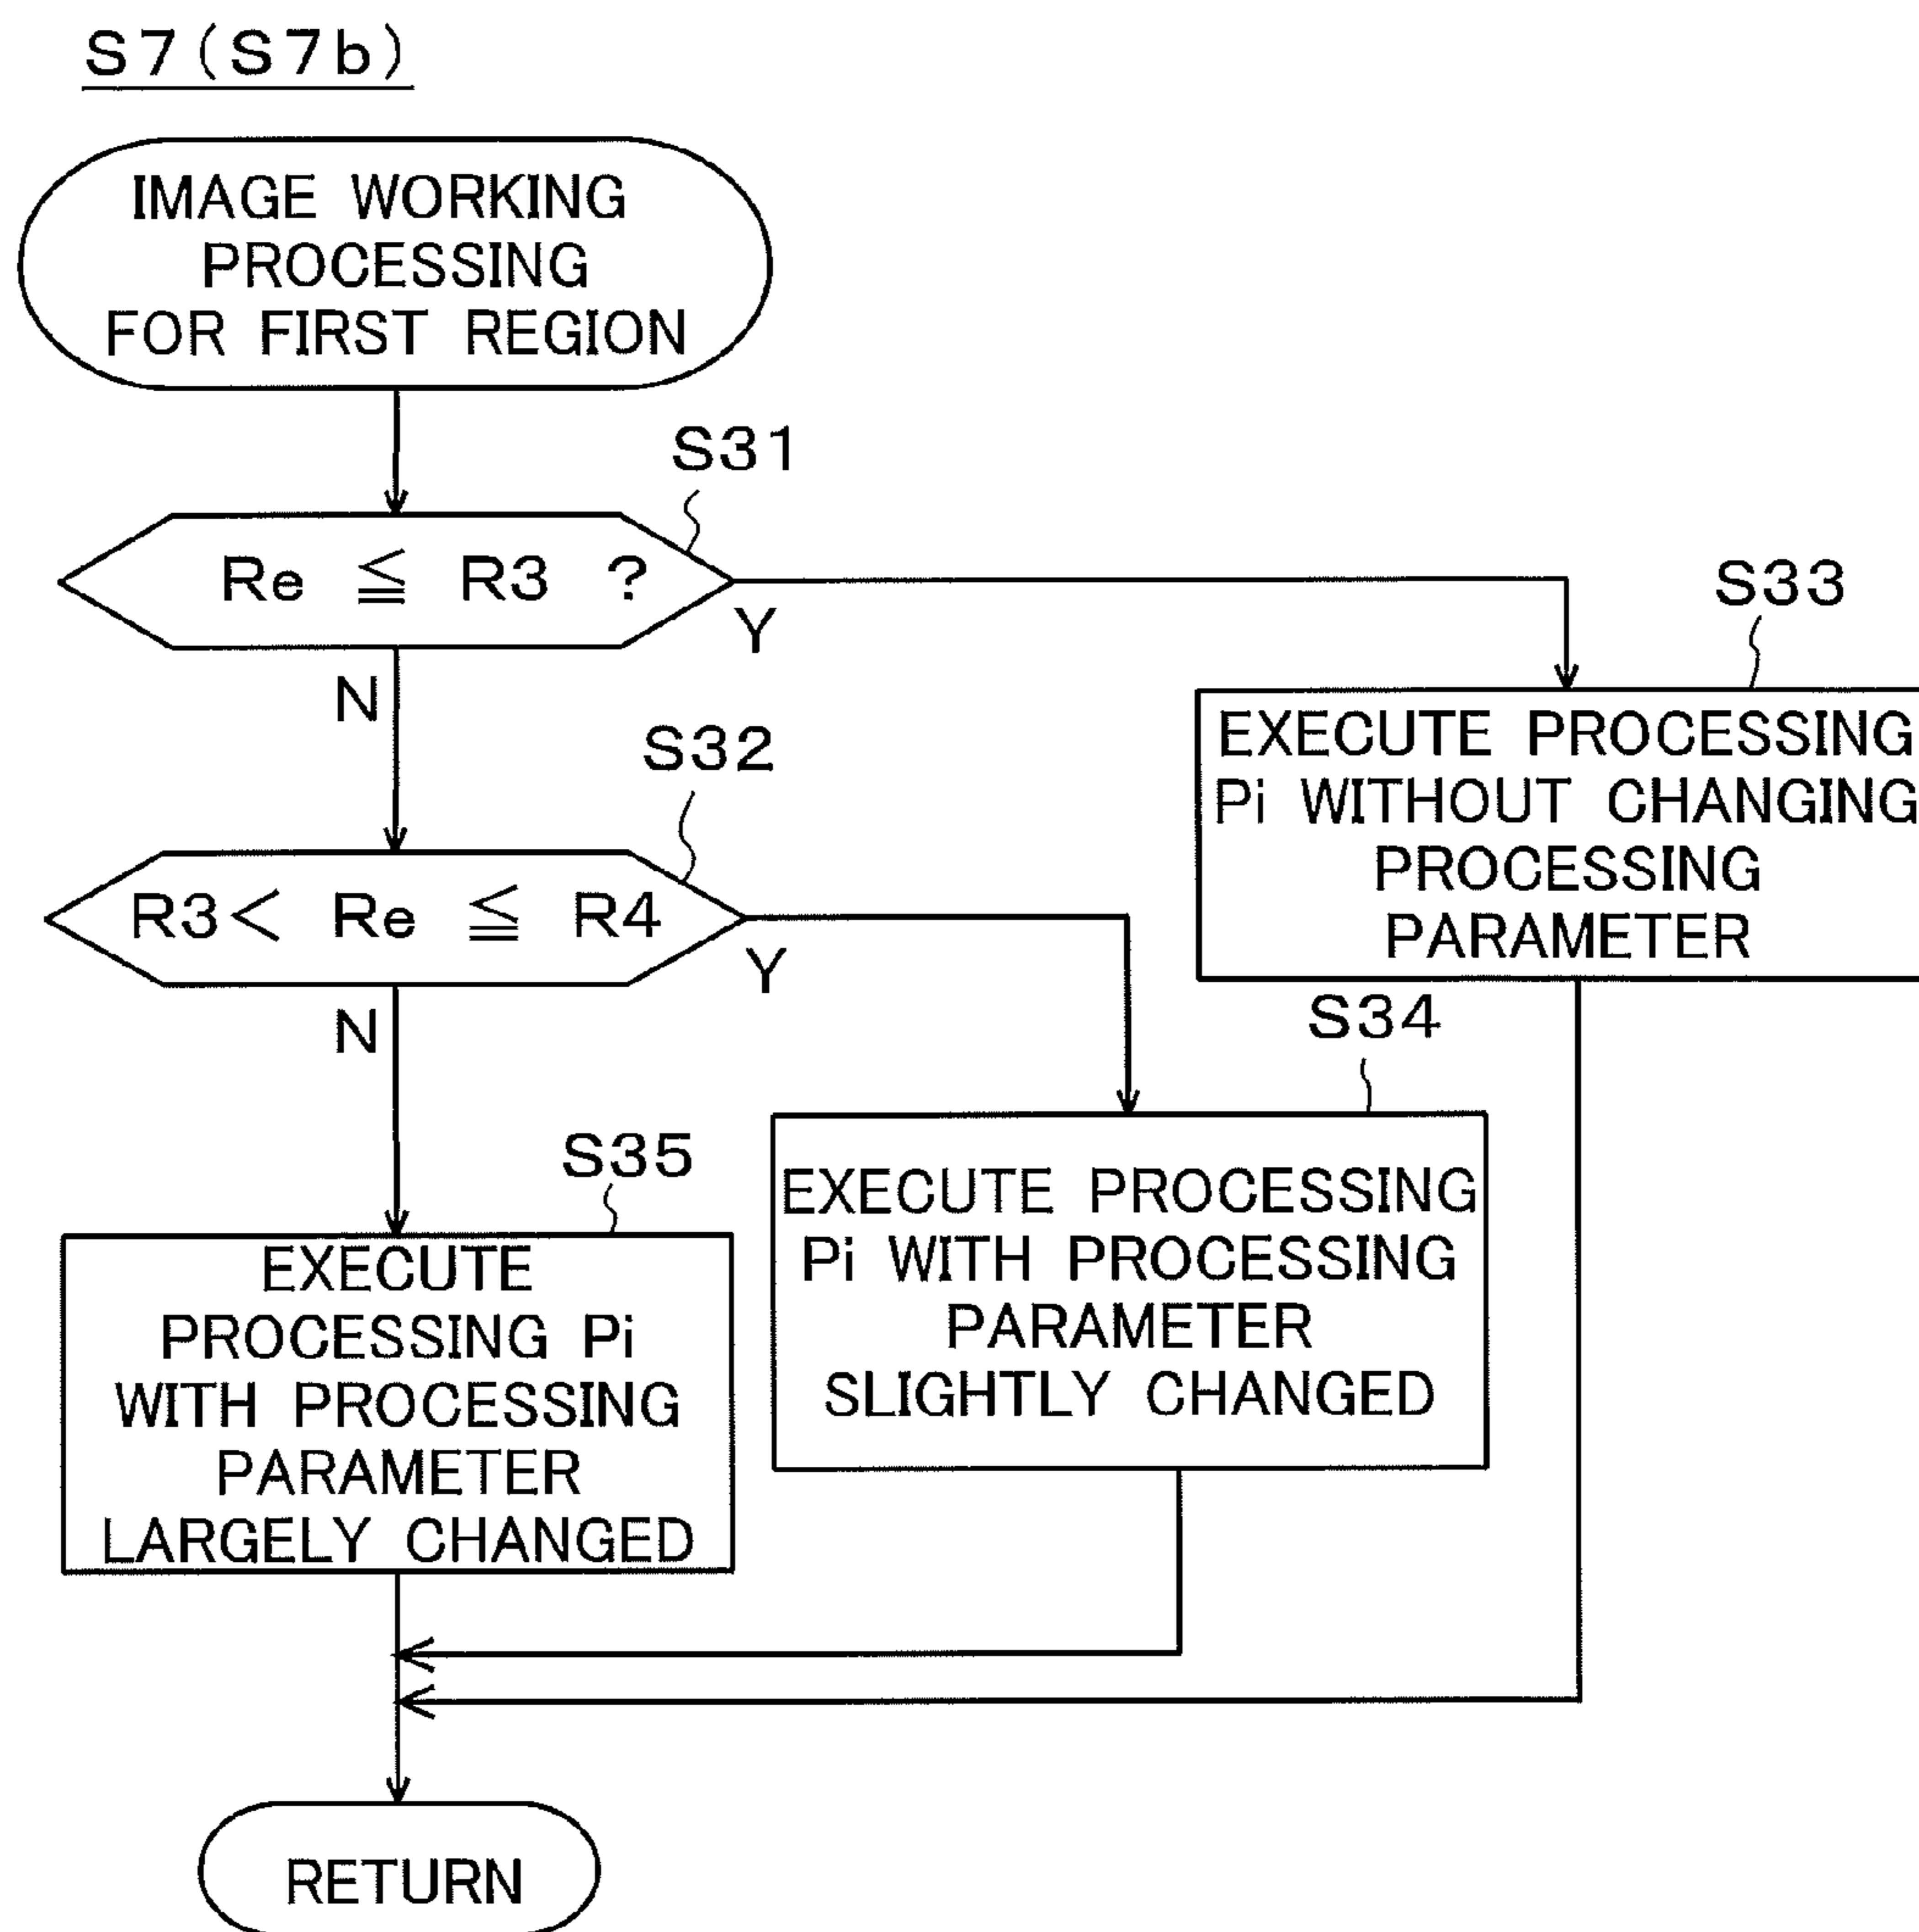 S7(S7b)
IMAGE WORKING
PROCESSING
FOR FIRST REGION
S31
Re ≦ R3 ?
Y
N
S33
EXECUTE PROCESSING
Pi WITHOUT CHANGING
PROCESSING
PARAMETER
S32
R3< Re ≦ R4
Y
N
S34
EXECUTE PROCESSING
Pi WITH PROCESSING
PARAMETER
SLIGHTLY CHANGED
S35
EXECUTE
PROCESSING Pi
WITH PROCESSING
PARAMETER
LARGELY CHANGED
RETURN